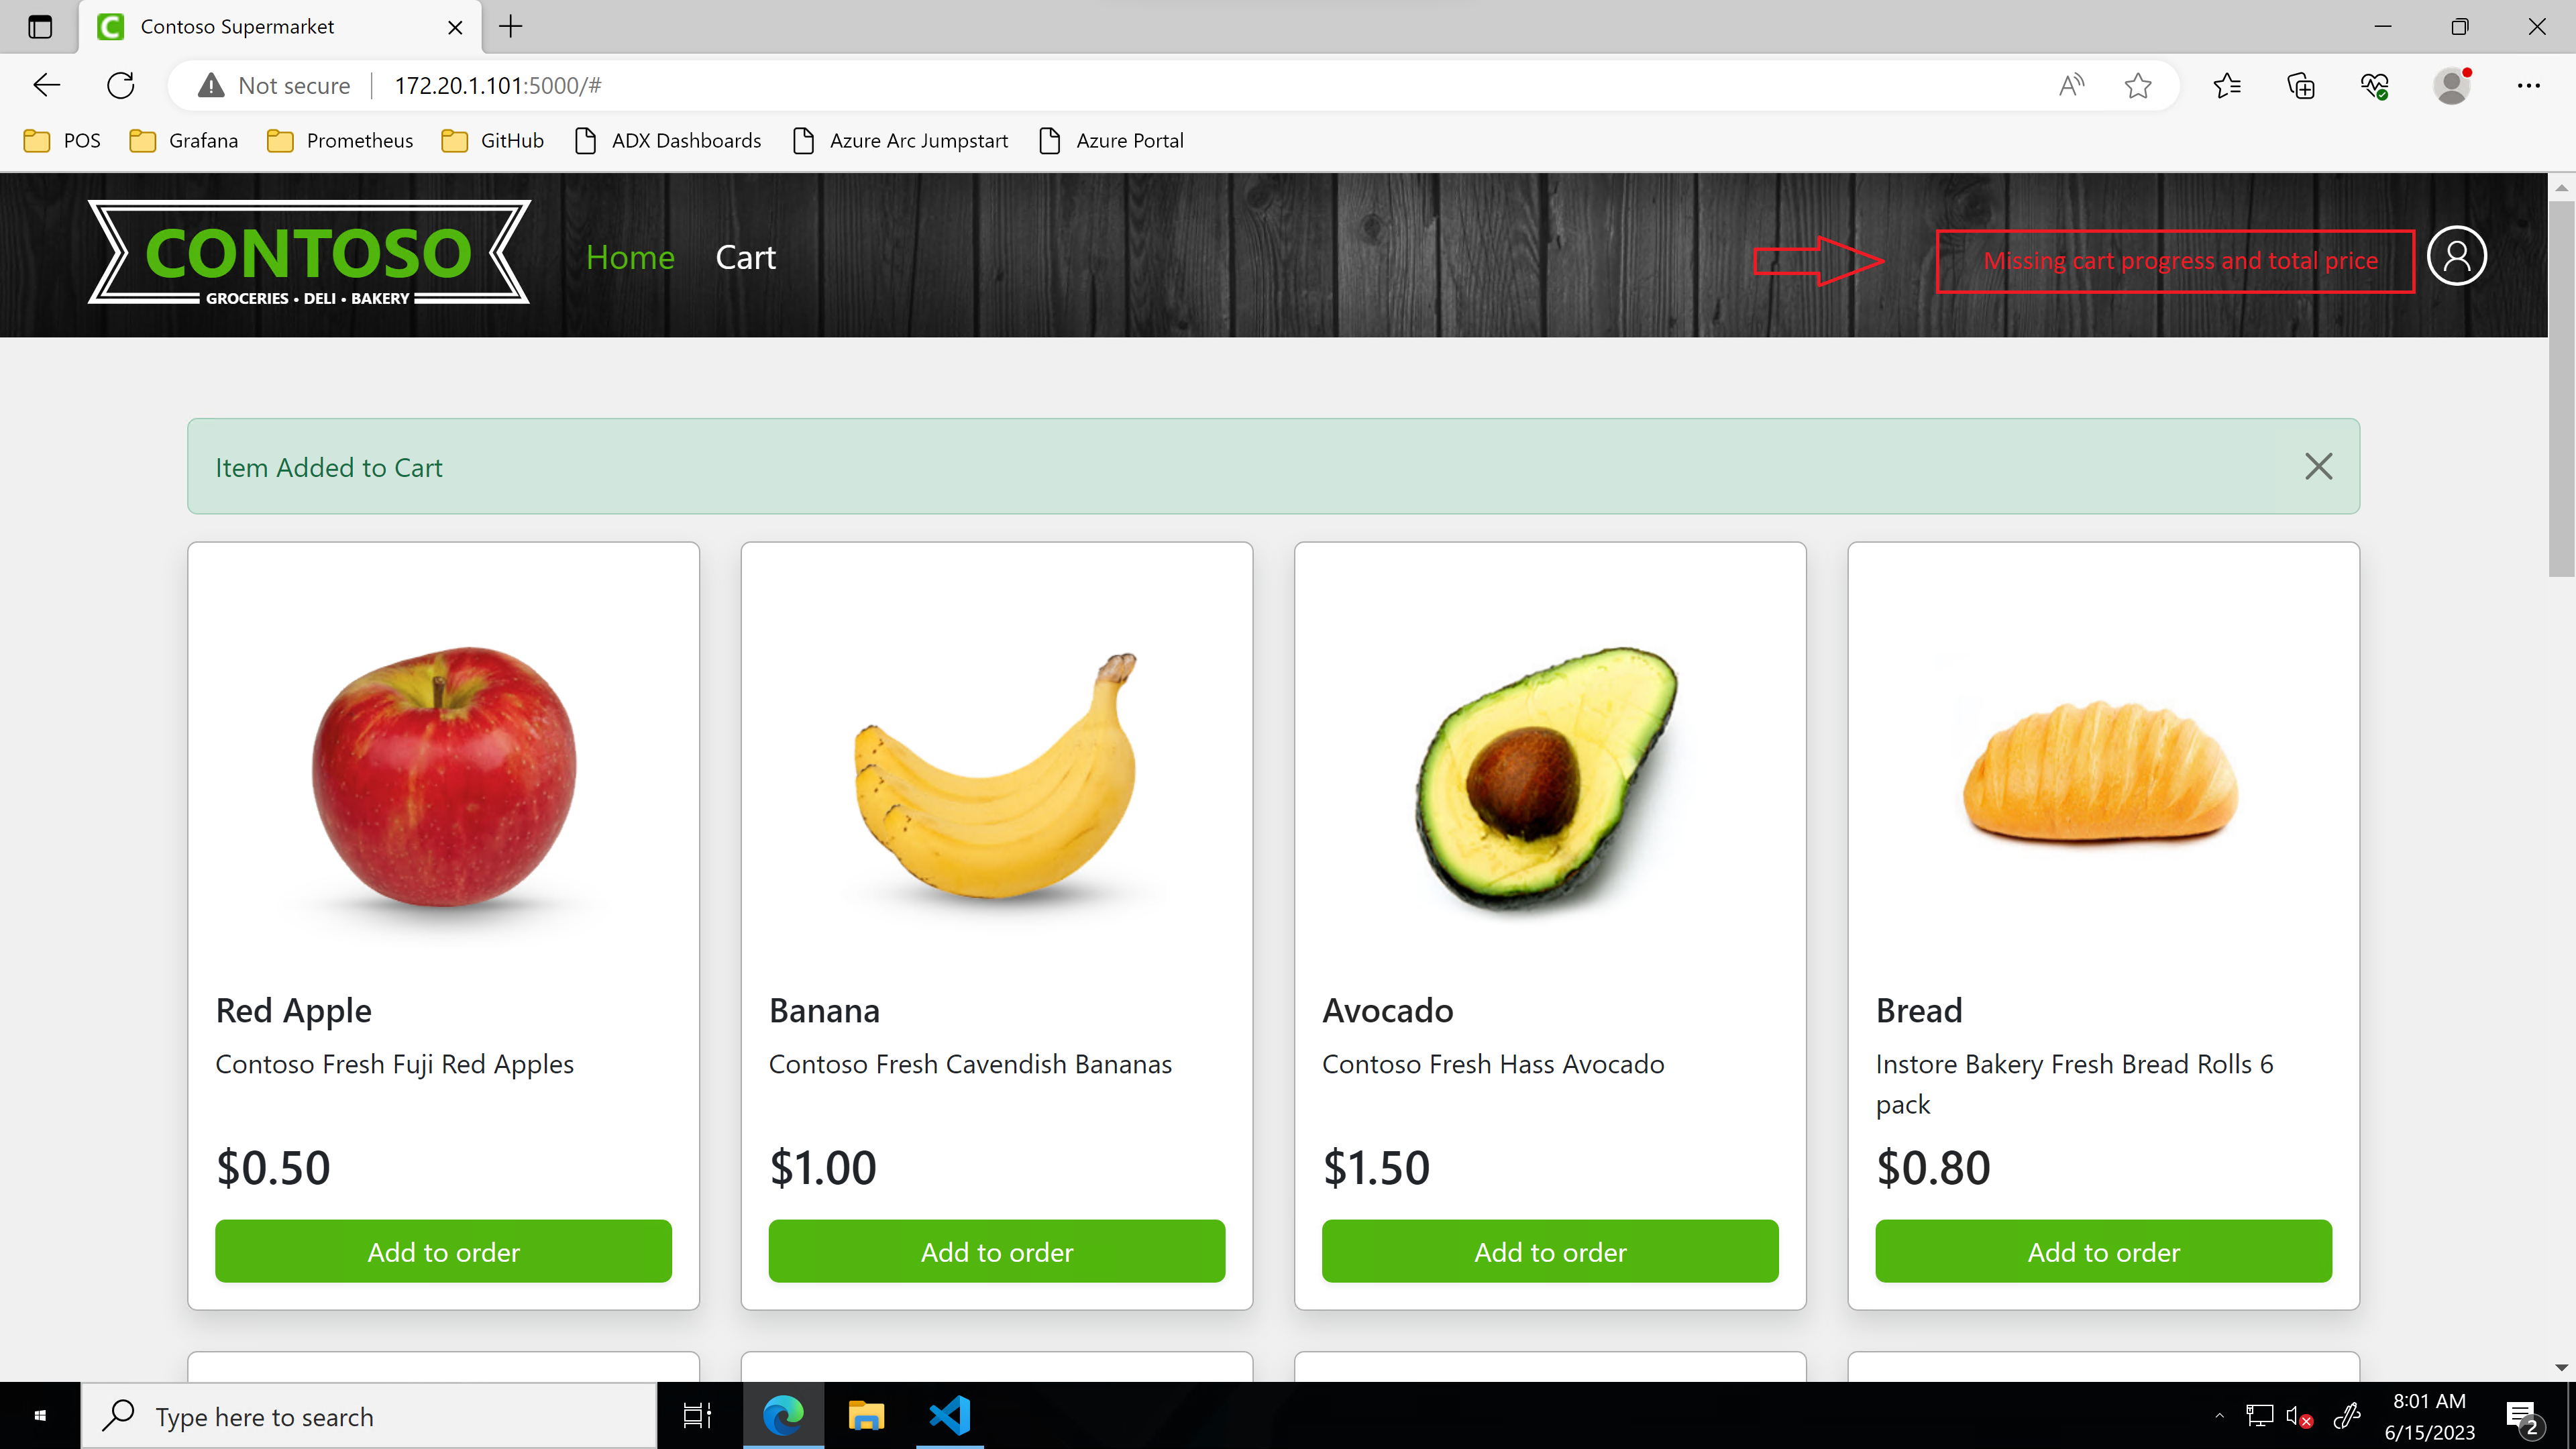 Contoso Supermarket
Not secure 172.20.1.101:5000/#
POS Grafana Prometheus GitHub ADX Dashboards Azure Arc Jumpstart Azure Portal
CONTOSO
GROCERIES • DELI • BAKERY
Home Cart
Missing cart progress and total price
Item Added to Cart
Red Apple
Contoso Fresh Fuji Red Apples
$0.50
Add to order
Banana
Contoso Fresh Cavendish Bananas
$1.00
Add to order
Avocado
Contoso Fresh Hass Avocado
$1.50
Add to order
Bread
Instore Bakery Fresh Bread Rolls 6
pack
$0.80
Add to order
Type here to search
8:01 AM
6/15/2023
2